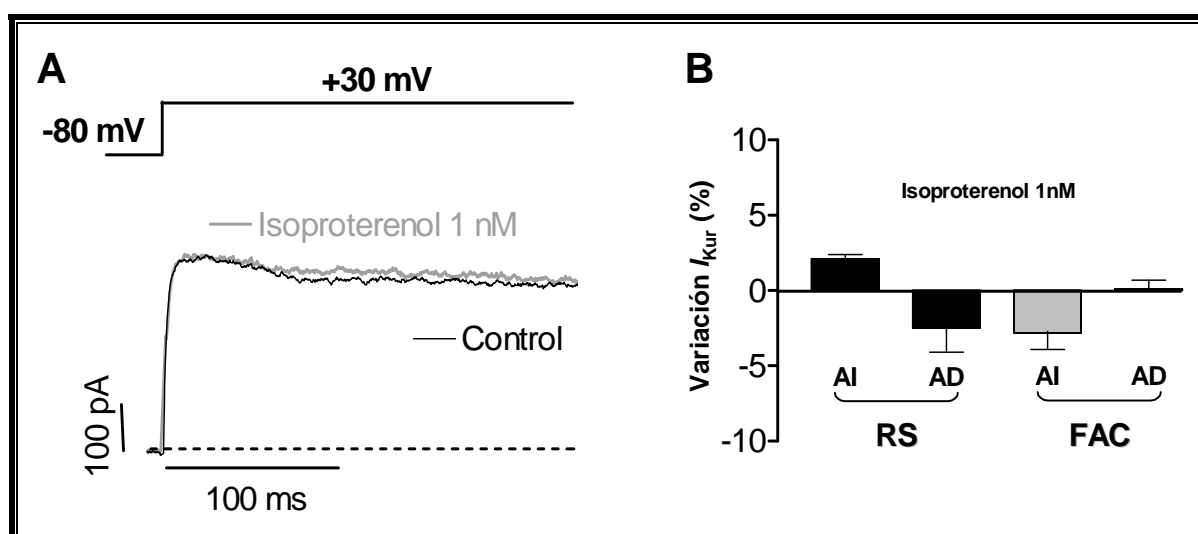 A
+30 mV
-80 mV
Isoproterenol 1 nM
Control
100 pA
100 ms
B
Variación IKur (%)
10
5
0
-5
-10
Isoproterenol 1nM
AI
AD
AI
AD
RS
FAC